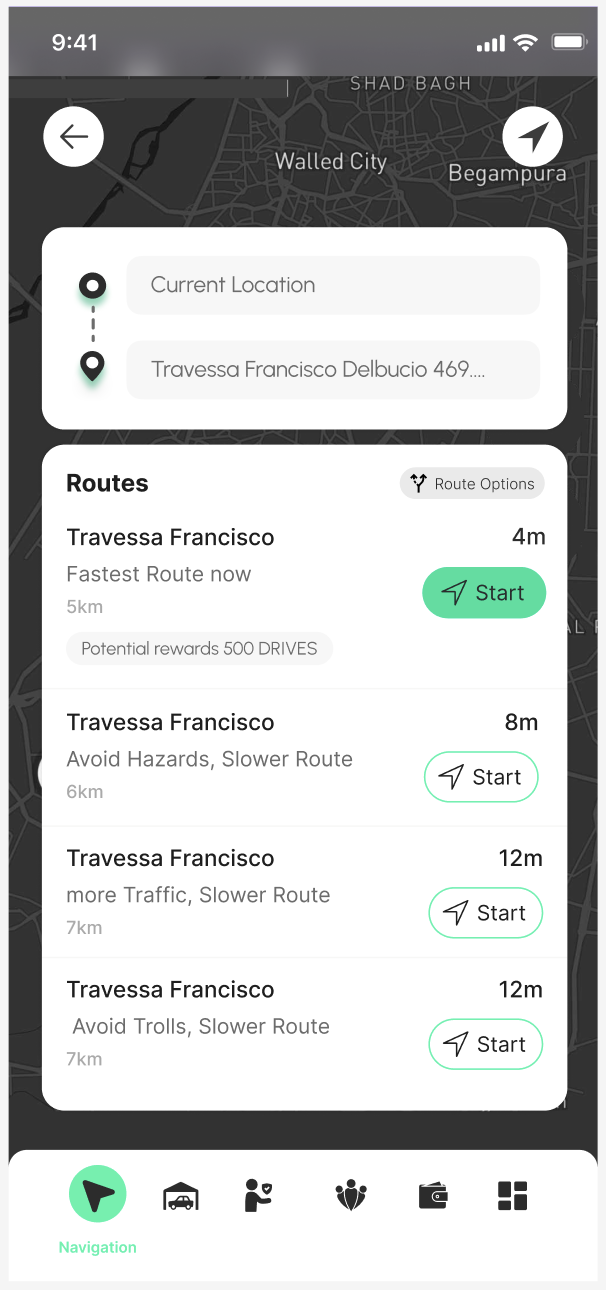 9:41
SHAD BAGH
Walled City
Begampura
Current Location
Travessa Francisco Delbucio 469....
Routes
Route Options
Travessa Francisco
4m
Fastest Route now
Start
5km
Potential rewards 500 DRIVES
Travessa Francisco
8m
Avoid Hazards, Slower Route
Start
6km
Travessa Francisco
12m
more Traffic, Slower Route
Start
7km
Travessa Francisco
12m
Avoid Trolls, Slower Route
Start
7km
Navigation